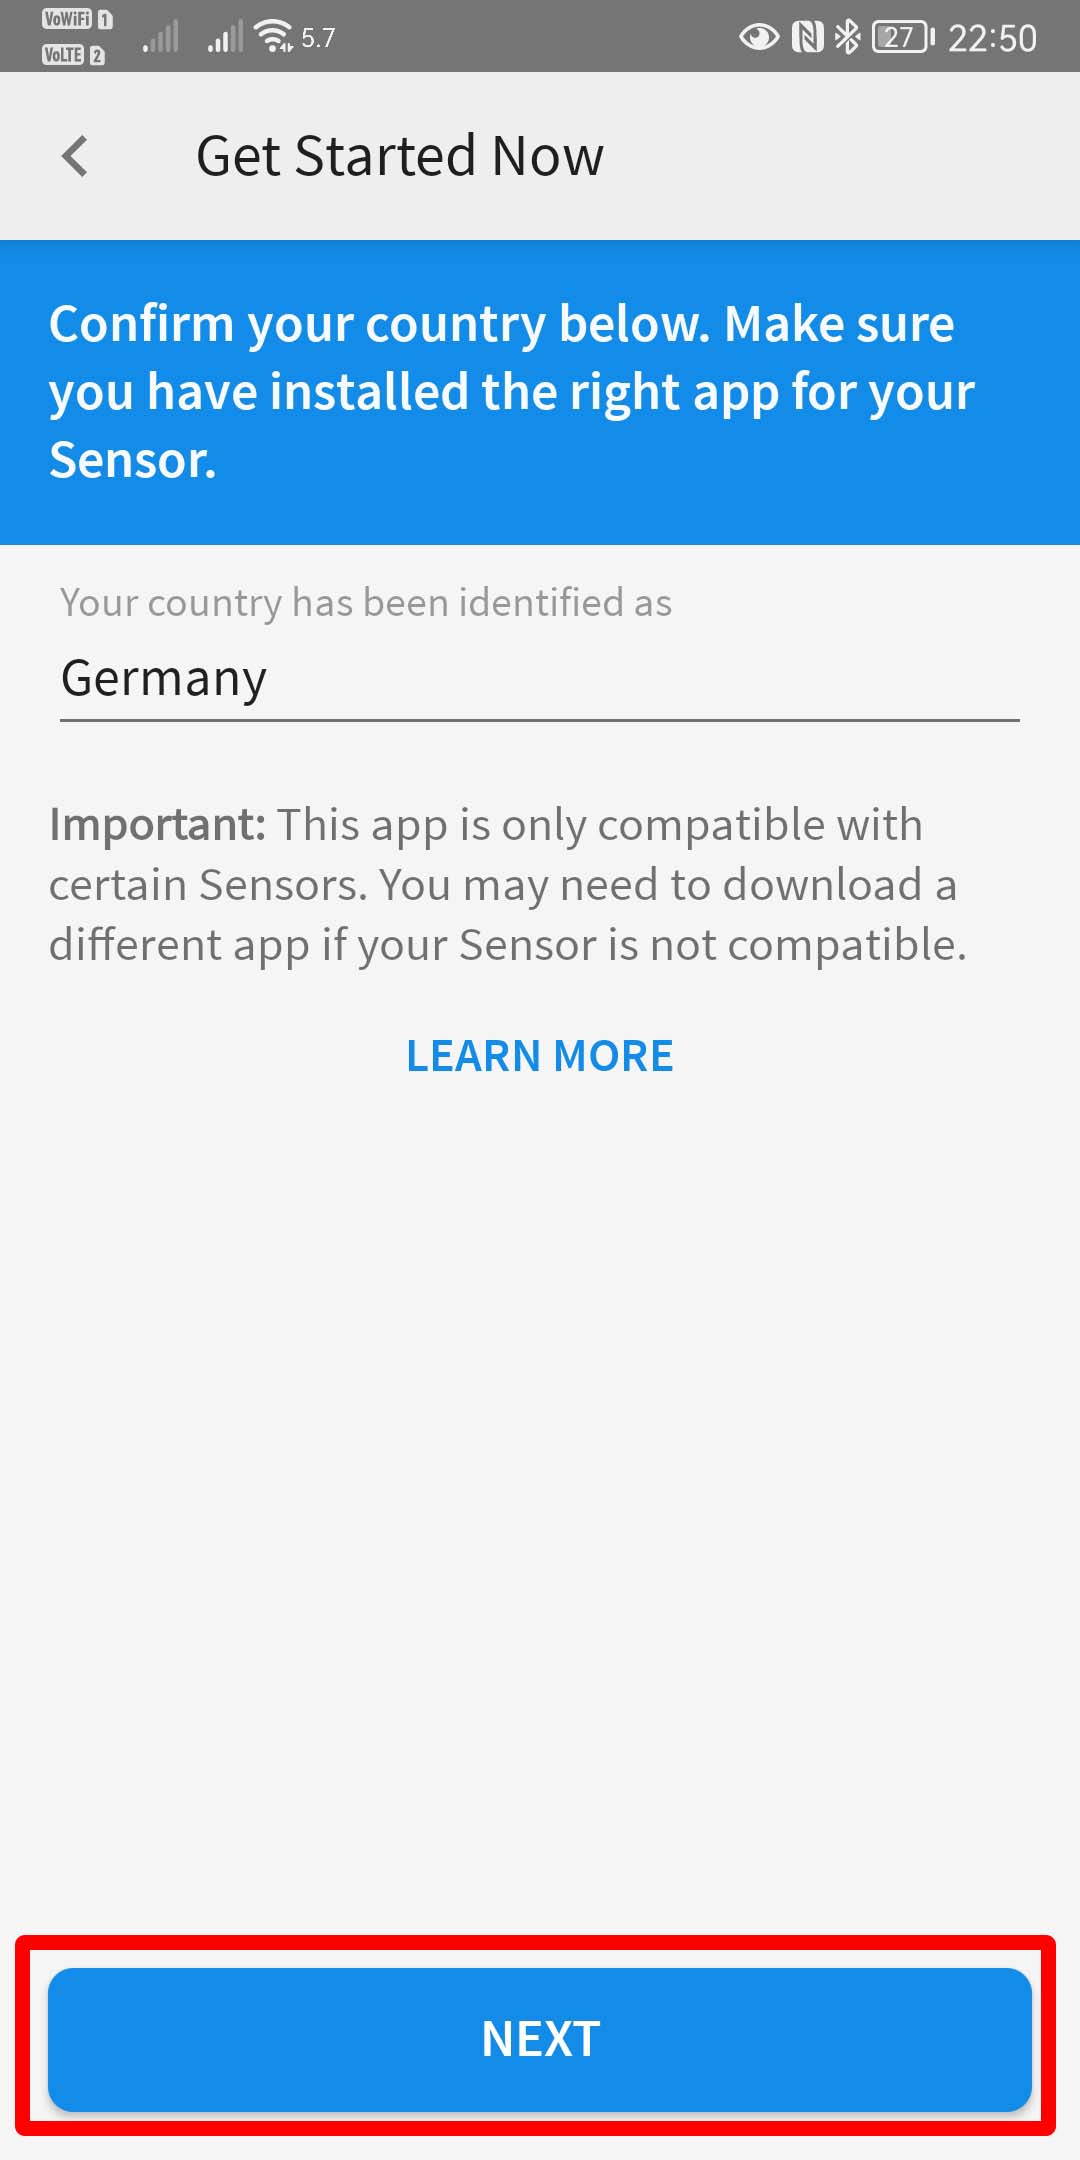 VoWiFi 1
VoLTE 2
5.7
27
22:50
Get Started Now
Confirm your country below. Make sure
you have installed the right app for your
Sensor.
Your country has been identified as
Germany
Important: This app is only compatible with
certain Sensors. You may need to download a
different app if your Sensor is not compatible.
LEARN MORE
NEXT